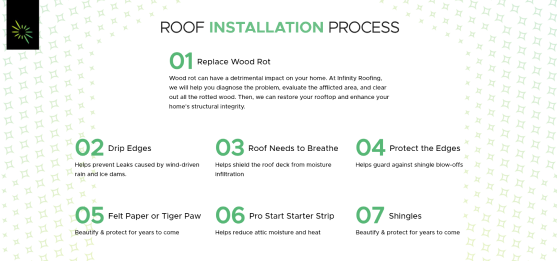 ROOF INSTALLATION PROCESS
01 Replace Wood Rot
Wood rot can have a detrimental impact on your home. At Infinity Roofing,
we will help you diagnose the problem, evaluate the afflicted area, and clear
out all the rotted wood. Then, we can restore your rooftop and enhance your
home's structural integrity.
02 Drip Edges
Helps prevent Leaks caused by wind-driven
rain and ice dams.
03 Roof Needs to Breathe
Helps shield the roof deck from moisture
infiltration
04 Protect the Edges
Helps guard against shingle blow-offs
05 Felt Paper or Tiger Paw
Beautify & protect for years to come
06 Pro Start Starter Strip
Helps reduce attic moisture and heat
07 Shingles
Beautify & protect for years to come